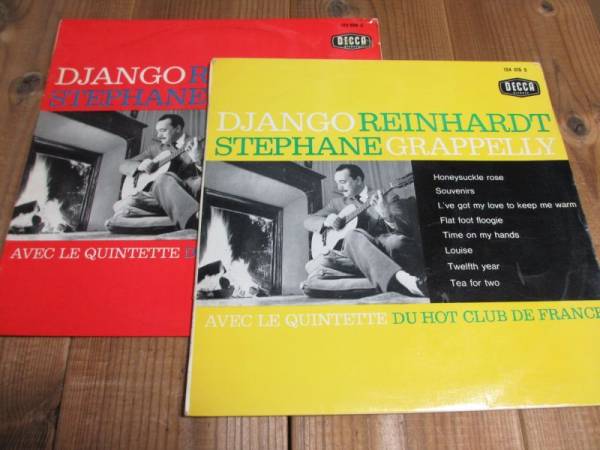 DECCA
DJANGO
STEPHANE
AVEC LE QUINTETTE
DECCA
DJANGO REINHARDT
STEPHANE GRAPPELLY
Honeysuckle rose
Souvenirs
L've got my love to keep me warm
Flat foot floogie
Time on my hands
Louise
Twelfth year
Tea for two
AVEC LE QUINTETTE DU HOT CLUB DE FRANCE